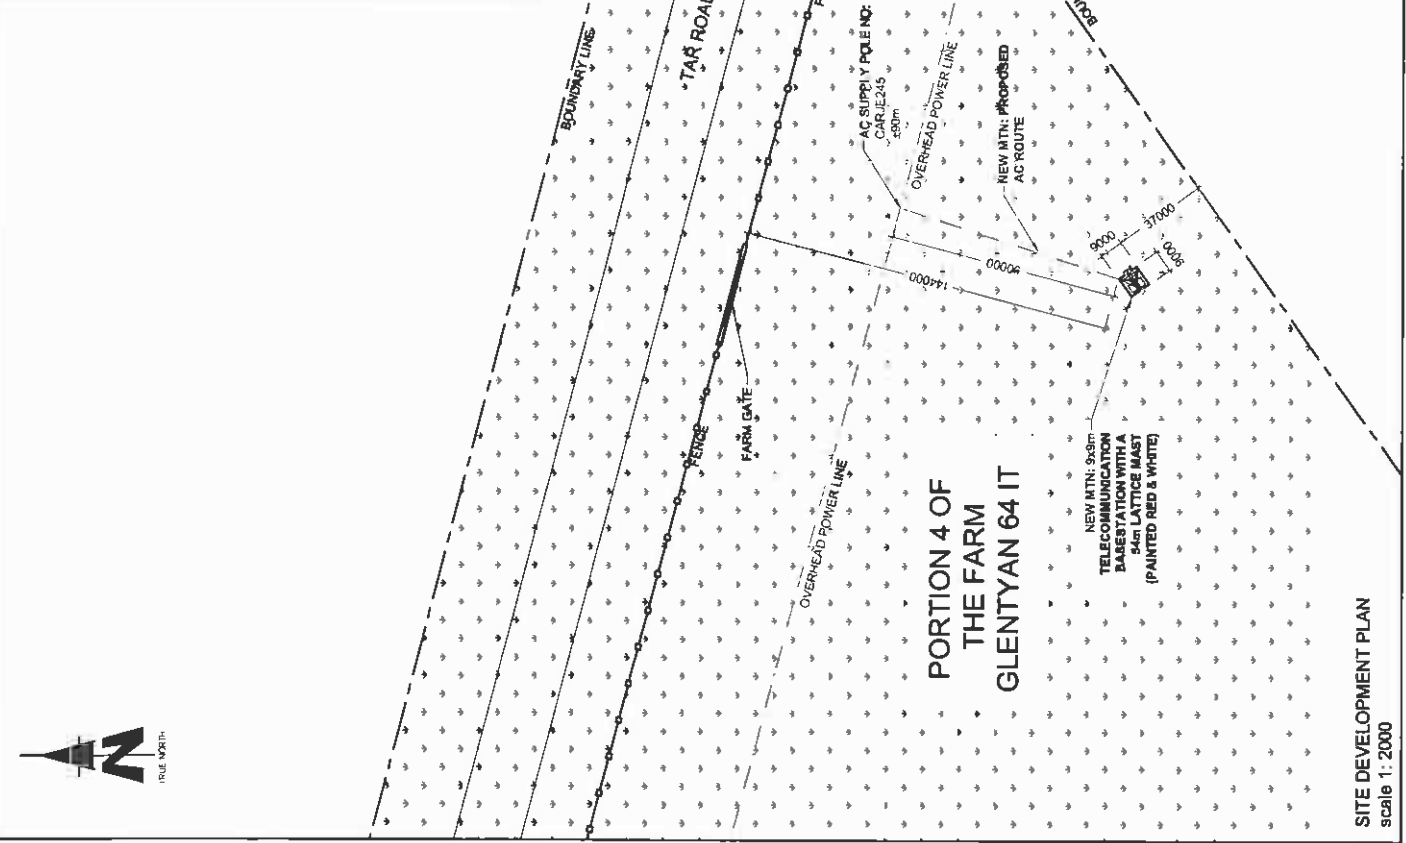 N
TRUE NORTH
BOUNDARY LINE
TAR ROAD
FENCE
FARM GATE
AC SUPPLY POLE NO:
CARJE245
±90m
OVERHEAD POWER LINE
NEW MTN: PROPOSED
AC ROUTE
OVERHEAD POWER LINE
144000
90000
9000
37000
9000
NEW MTN: 9x9m
TELECOMMUNICATION
BASESTATION WITH A
54m LATTICE MAST
(PAINTED RED & WHITE)
PORTION 4 OF
THE FARM
GLENTYAN 64 IT
SITE DEVELOPMENT PLAN
scale 1: 2000